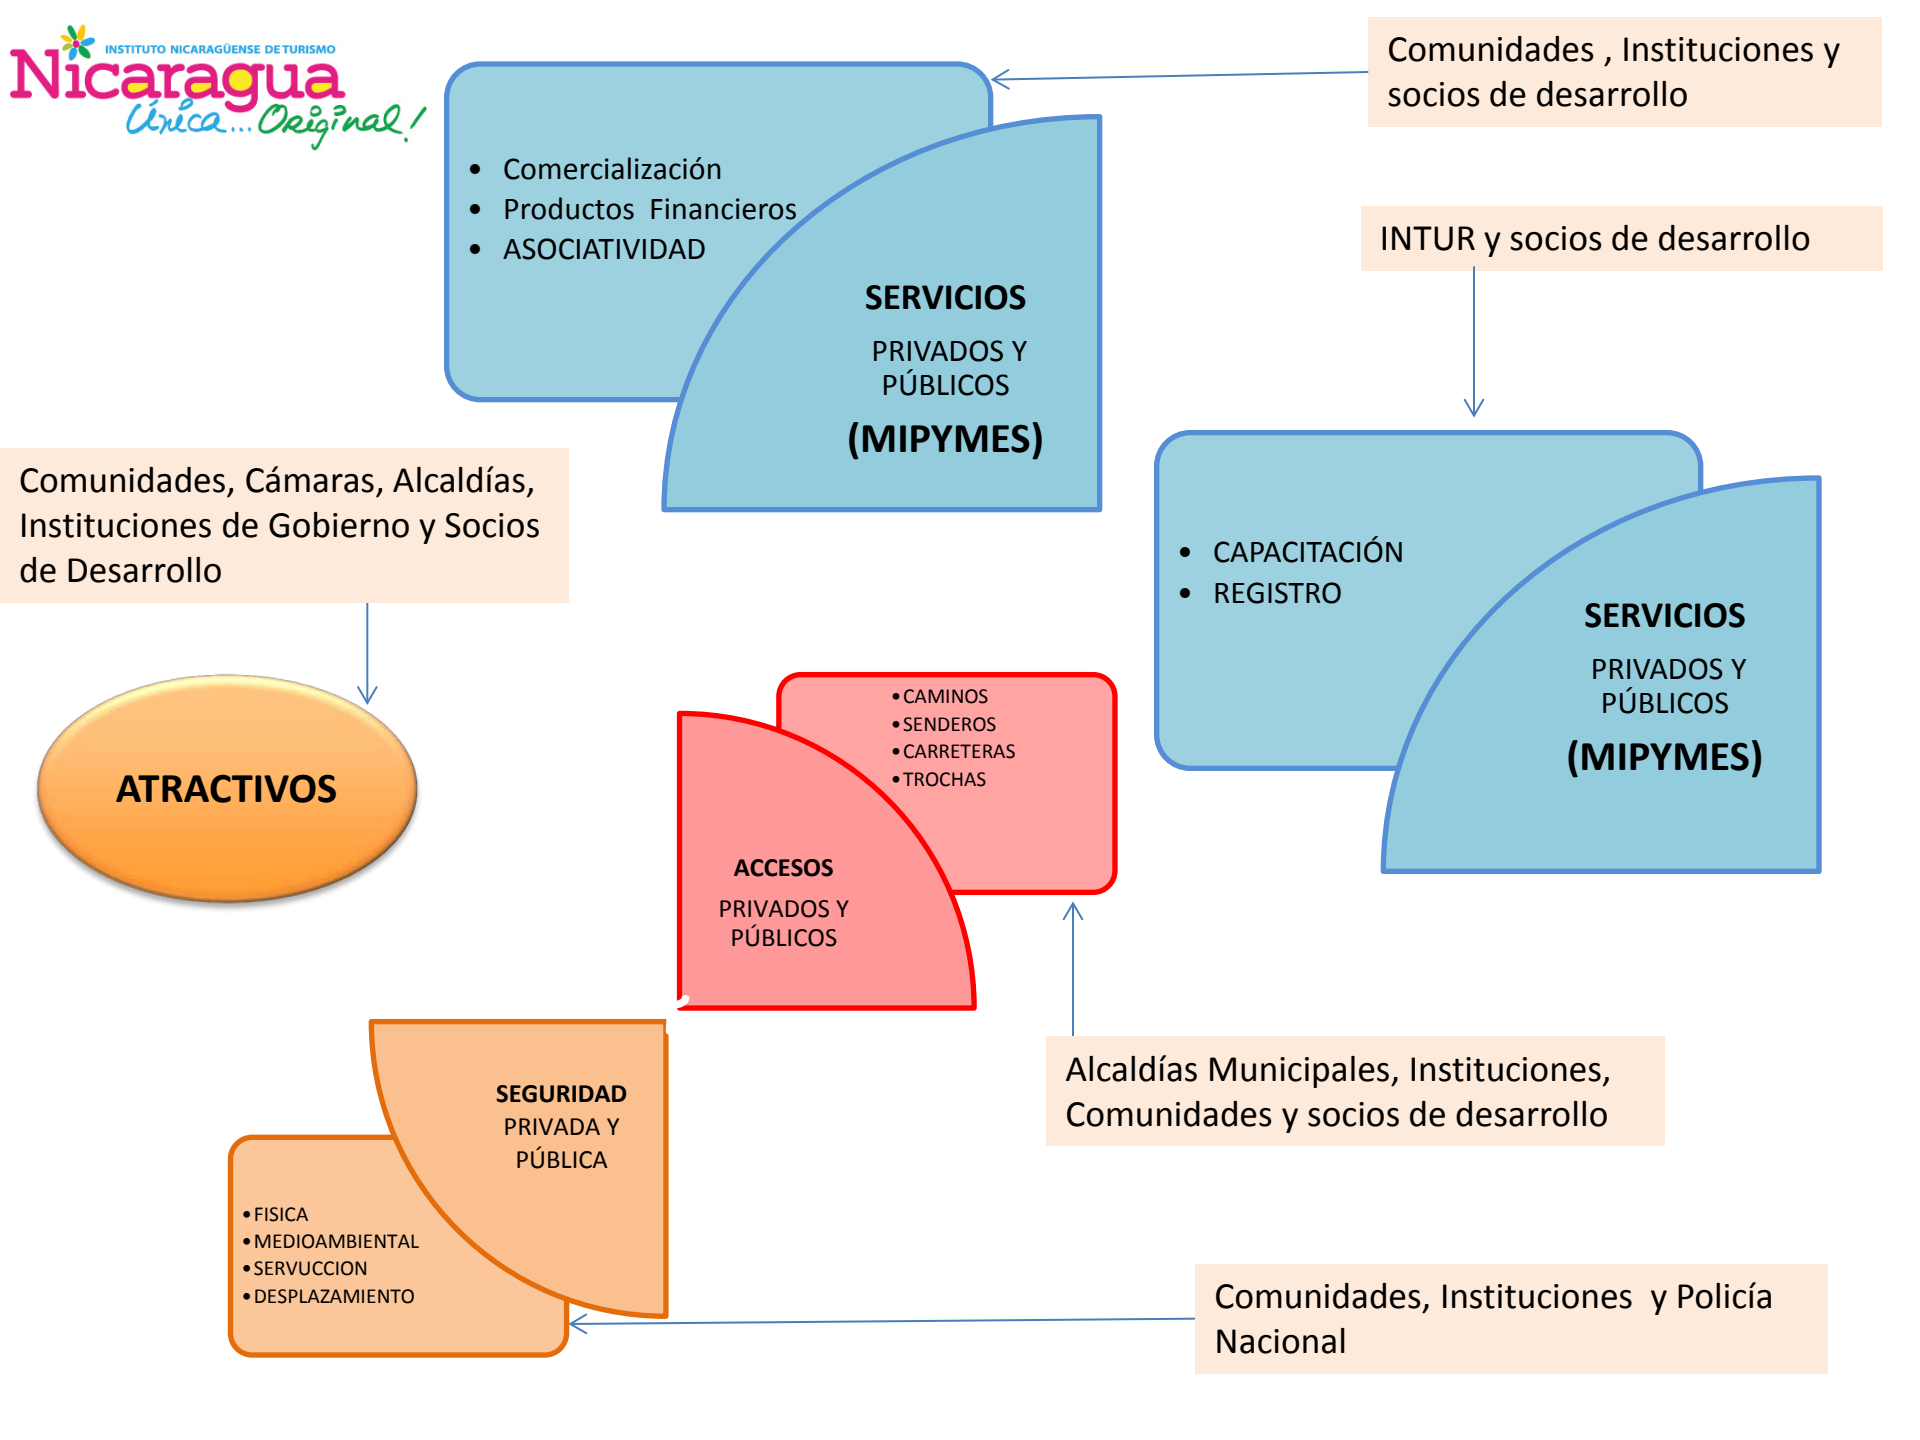 INSTITUTO NICARAGÜENSE DE TURISMO
Nicaragua
Única... Original!
Comunidades , Instituciones y
socios de desarrollo
• Comercialización
• Productos  Financieros
• ASOCIATIVIDAD
SERVICIOS
PRIVADOS Y
PÚBLICOS
(MIPYMES)
INTUR y socios de desarrollo
Comunidades, Cámaras, Alcaldías,
Instituciones de Gobierno y Socios
de Desarrollo
• CAPACITACIÓN
• REGISTRO
SERVICIOS
PRIVADOS Y
PÚBLICOS
(MIPYMES)
ATRACTIVOS
•CAMINOS
•SENDEROS
•CARRETERAS
•TROCHAS
ACCESOS
PRIVADOS Y
PÚBLICOS
Alcaldías Municipales, Instituciones,
Comunidades y socios de desarrollo
SEGURIDAD
PRIVADA Y
PÚBLICA
•FISICA
•MEDIOAMBIENTAL
•SERVUCCION
•DESPLAZAMIENTO
Comunidades, Instituciones  y Policía
Nacional